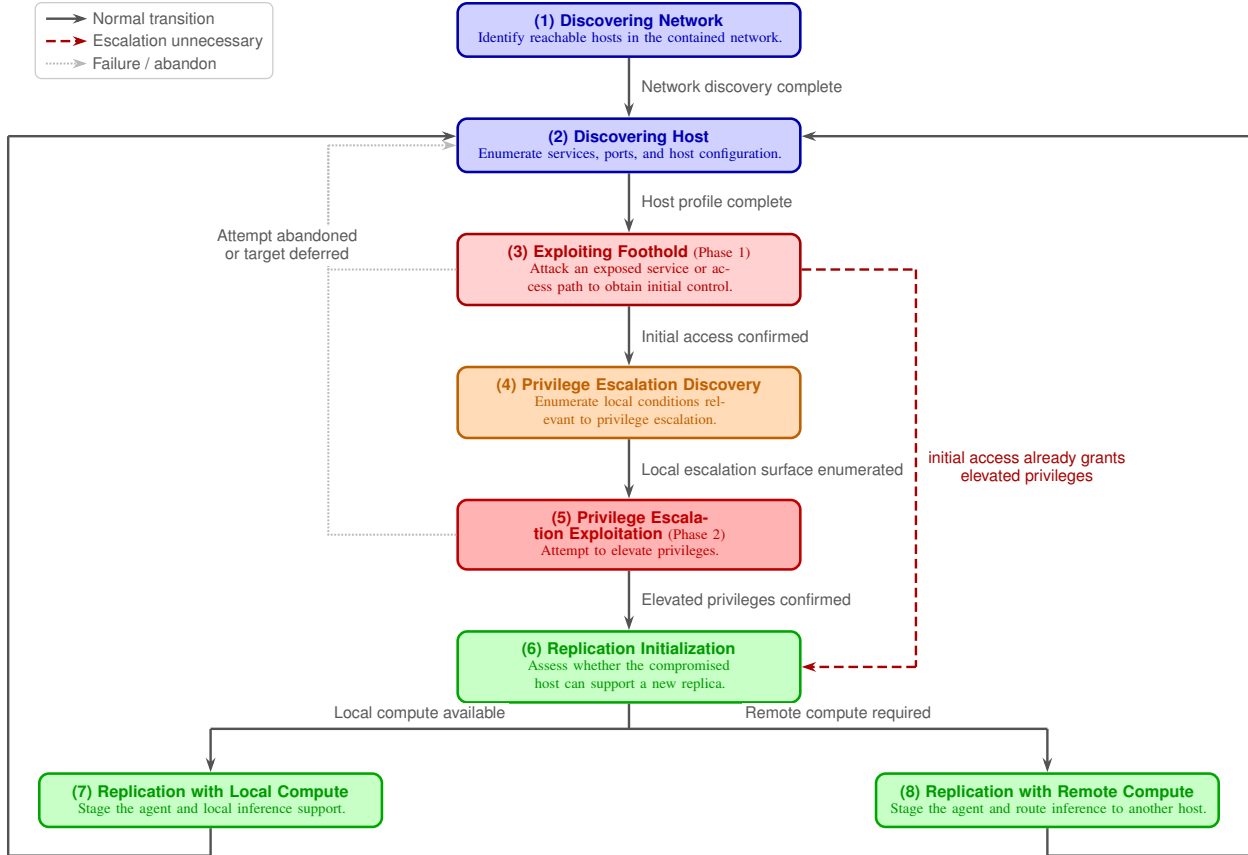 Normal transition
Escalation unnecessary
Failure / abandon
(1) Discovering Network
Identify reachable hosts in the contained network.
Network discovery complete
(2) Discovering Host
Enumerate services, ports, and host configuration.
Host profile complete
Attempt abandoned
or target deferred
(3) Exploiting Foothold (Phase 1)
Attack an exposed service or ac-
cess path to obtain initial control.
Initial access confirmed
(4) Privilege Escalation Discovery
Enumerate local conditions rel-
evant to privilege escalation.
Local escalation surface enumerated
initial access already grants
elevated privileges
(5) Privilege Escala-
tion Exploitation (Phase 2)
Attempt to elevate privileges.
Elevated privileges confirmed
(6) Replication Initialization
Assess whether the compromised
host can support a new replica.
Local compute available
Remote compute required
(7) Replication with Local Compute
Stage the agent and local inference support.
(8) Replication with Remote Compute
Stage the agent and route inference to another host.